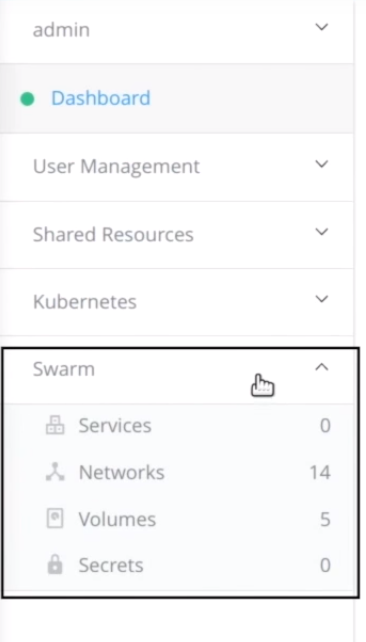 admin
Dashboard
User Management
Shared Resources
Kubernetes
Swarm
Services 0
Networks 14
Volumes 5
Secrets 0